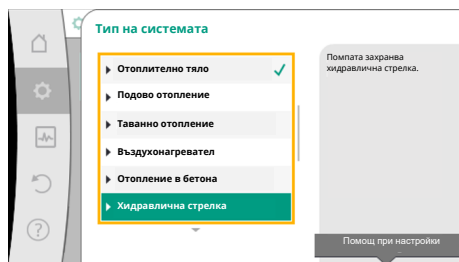 Тип на системата
Отоплително тяло
Подово отопление
Таванно отопление
Въздухонагревател
Отопление в бетона
Хидравлична стрелка
Помпата захранва
хидравлична стрелка.
Помощ при настройки